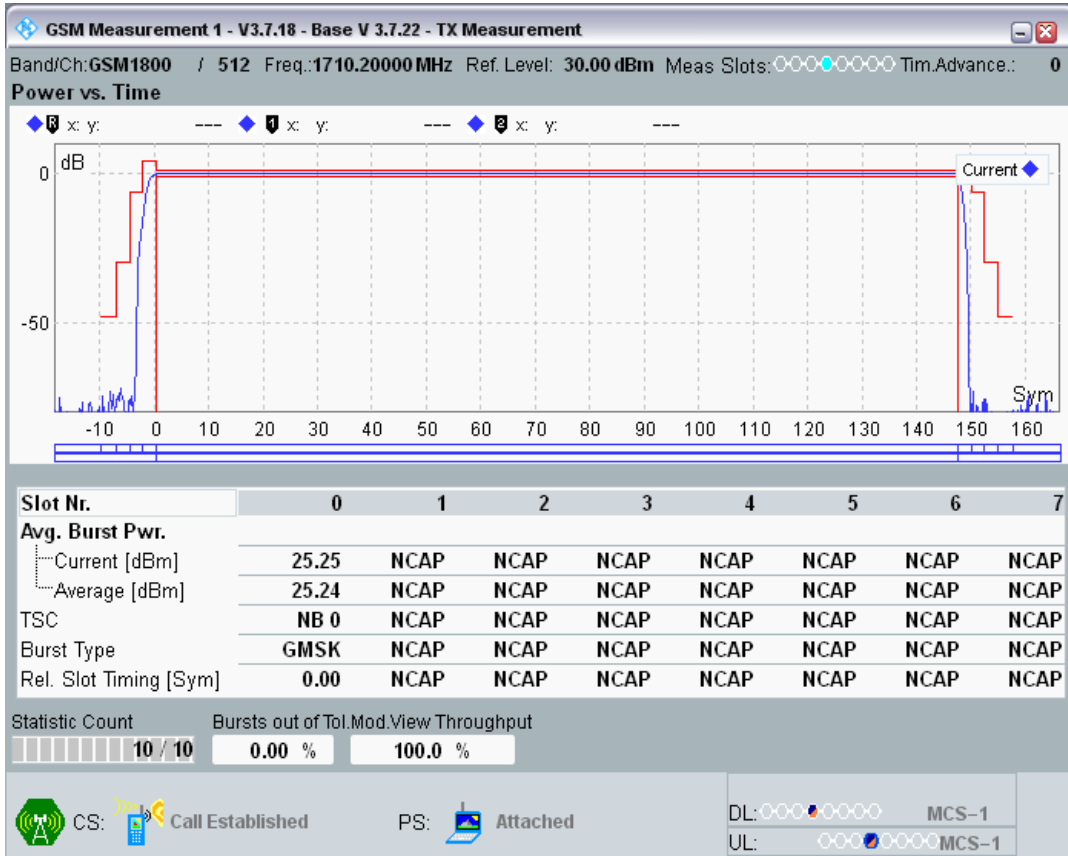 GSM Measurement 1 - V3.7.18 - Base V 3.7.22 - TX Measurement
Band/Ch:GSM1800 / 512 Freq.:1710.20000 MHz Ref. Level: 30.00 dBm Meas Slots: Tim.Advance.: 0
Power vs. Time
R x: y: --- 1 x: y: --- 2 x: y: ---
dB
0
Current
-50
Sym
-10 0 10 20 30 40 50 60 70 80 90 100 110 120 130 140 150 160
Slot Nr. 0 1 2 3 4 5 6 7
Avg. Burst Pwr.
Current [dBm] 25.25 NCAP NCAP NCAP NCAP NCAP NCAP NCAP
Average [dBm] 25.24 NCAP NCAP NCAP NCAP NCAP NCAP NCAP
TSC NB 0 NCAP NCAP NCAP NCAP NCAP NCAP NCAP
Burst Type GMSK NCAP NCAP NCAP NCAP NCAP NCAP NCAP
Rel. Slot Timing [Sym] 0.00 NCAP NCAP NCAP NCAP NCAP NCAP NCAP
Statistic Count Bursts out of Tol.Mod.View Throughput
10 / 10 0.00 % 100.0 %
CS: Call Established PS: Attached
DL: MCS-1
UL: MCS-1